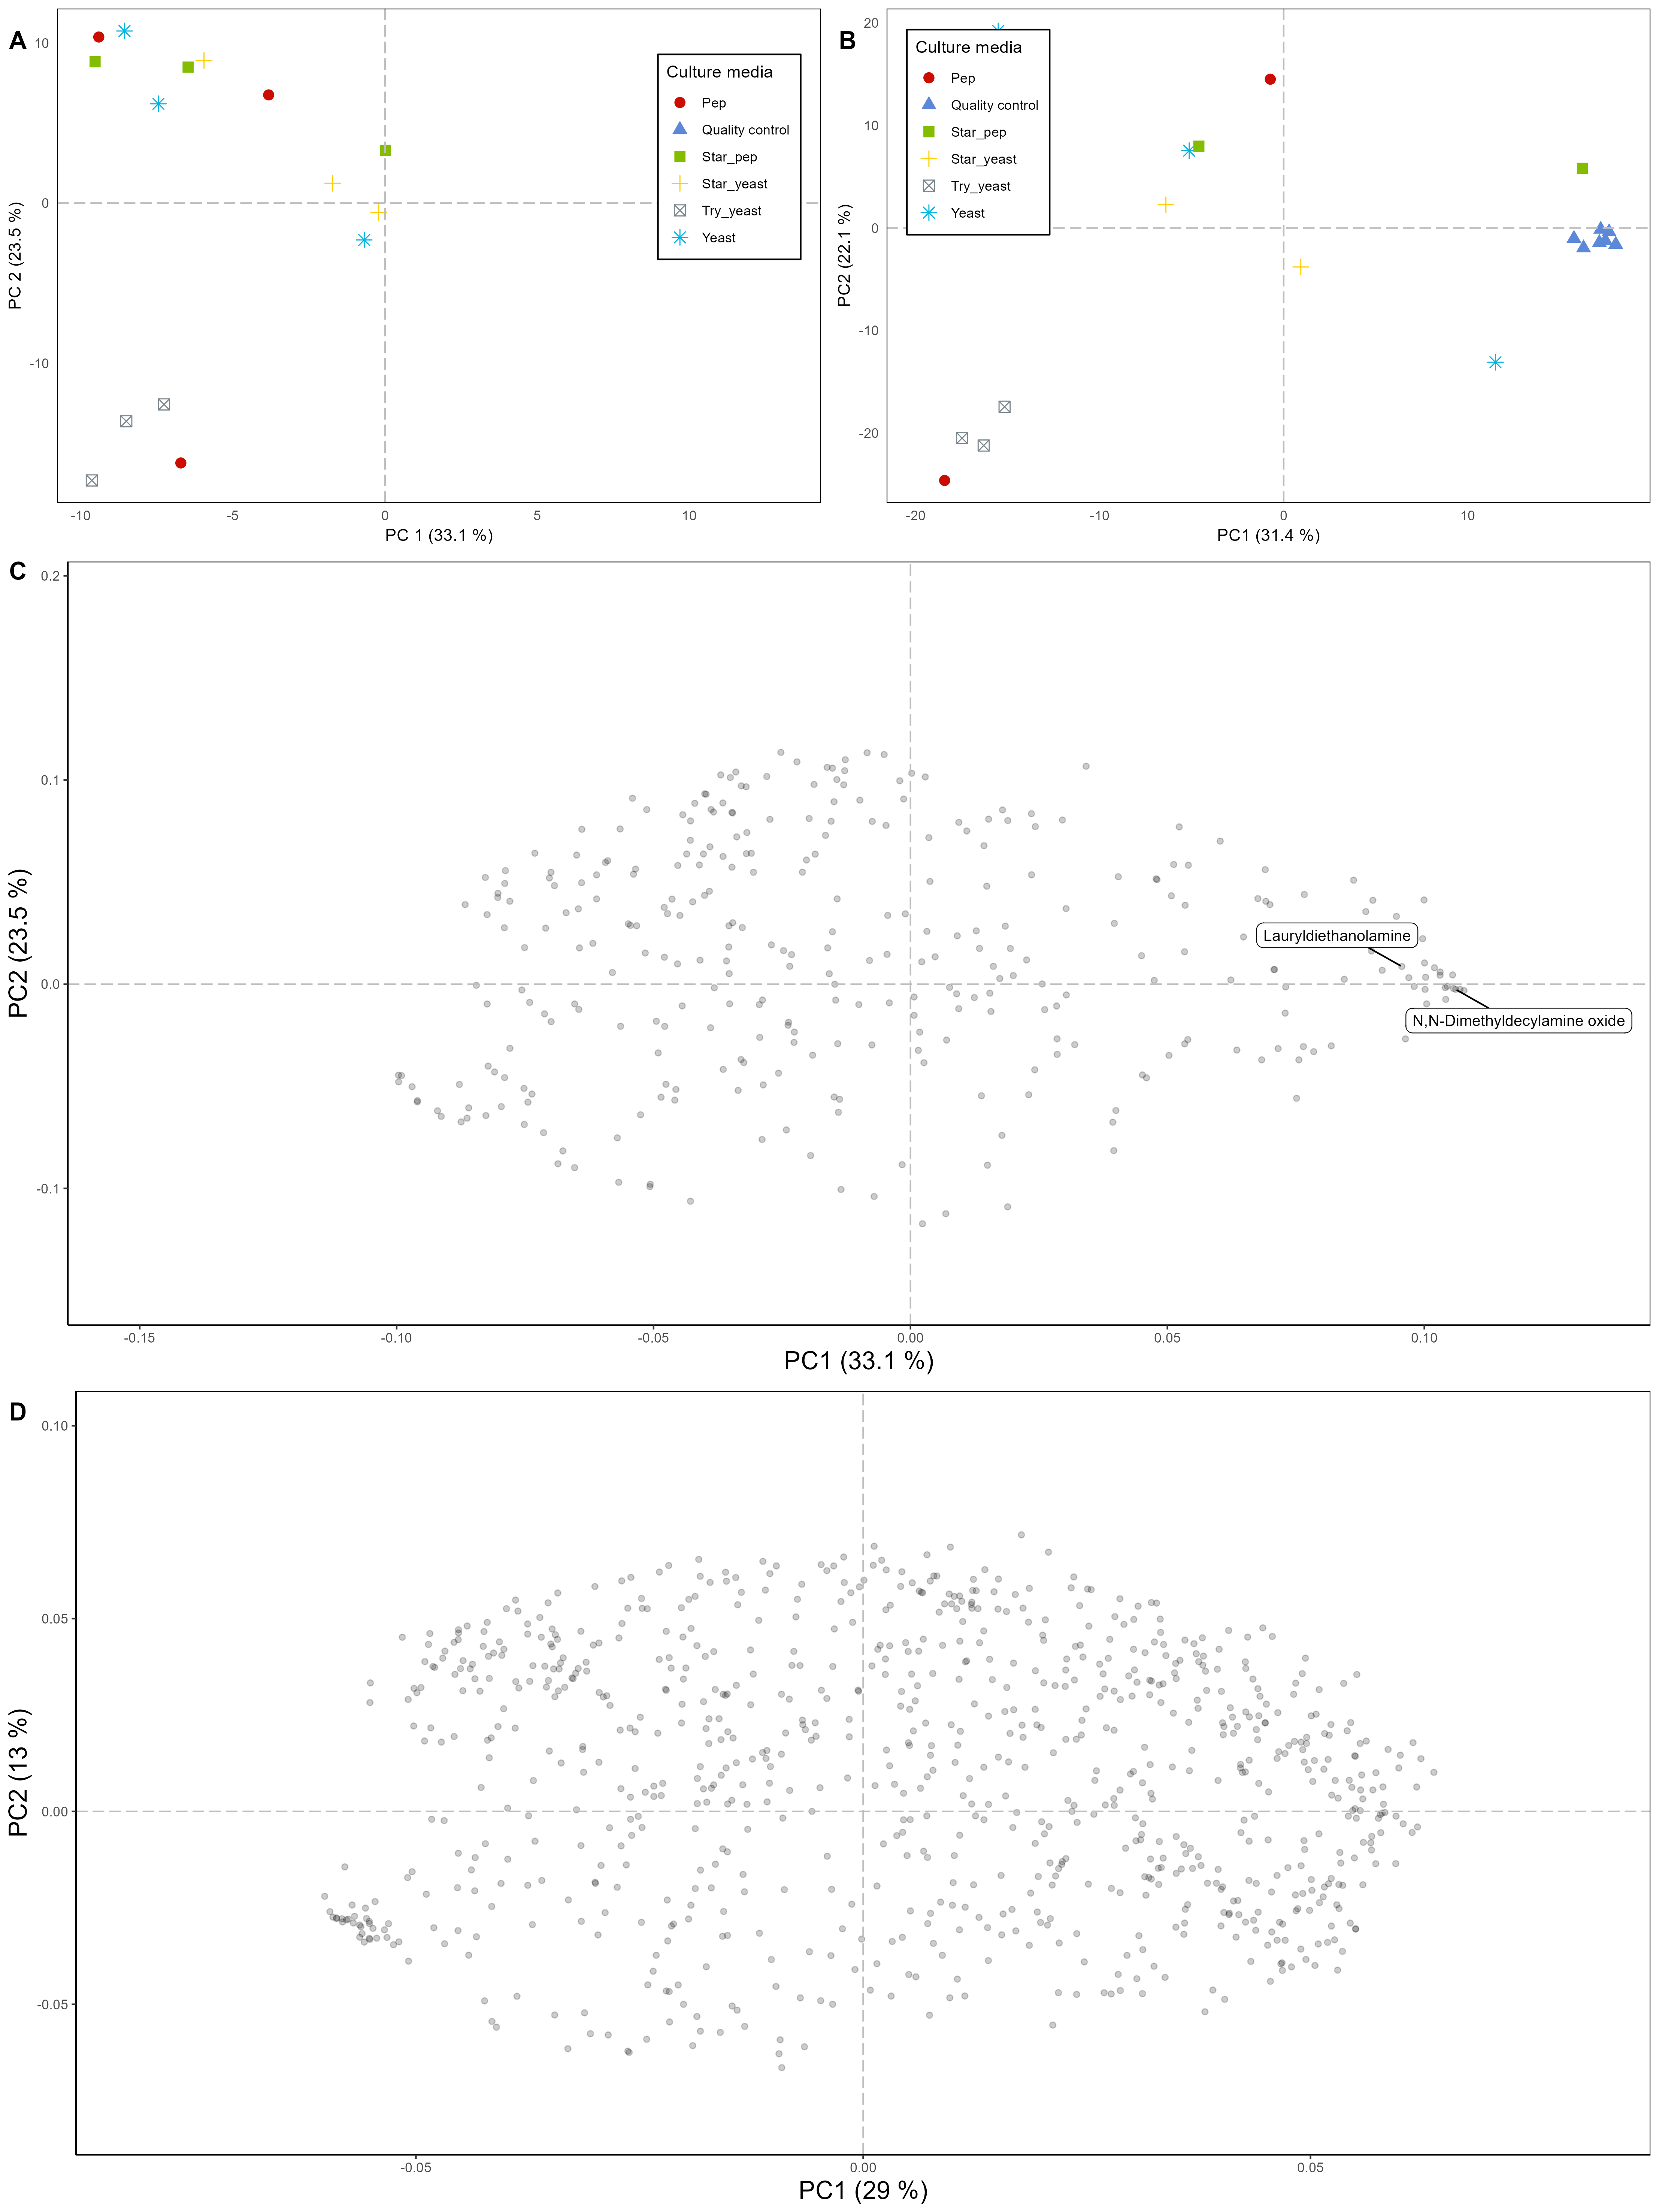 A
10
0
-10
PC 2 (23.5 %)
-10
-5
0
5
10
PC 1 (33.1 %)
Culture media
Pep
Quality control
Star_pep
Star_yeast
Try_yeast
Yeast
B
20
10
0
-10
-20
PC2 (22.1 %)
-20
-10
0
10
PC1 (31.4 %)
Culture media
Pep
Quality control
Star_pep
Star_yeast
Try_yeast
Yeast
C
0.2
0.1
0.0
-0.1
PC2 (23.5 %)
Lauryldiethanolamine
N,N-Dimethyldecylamine oxide
-0.15
-0.10
-0.05
0.00
0.05
0.10
PC1 (33.1 %)
D
0.10
0.05
0.00
-0.05
PC2 (13 %)
-0.05
0.00
0.05
PC1 (29 %)